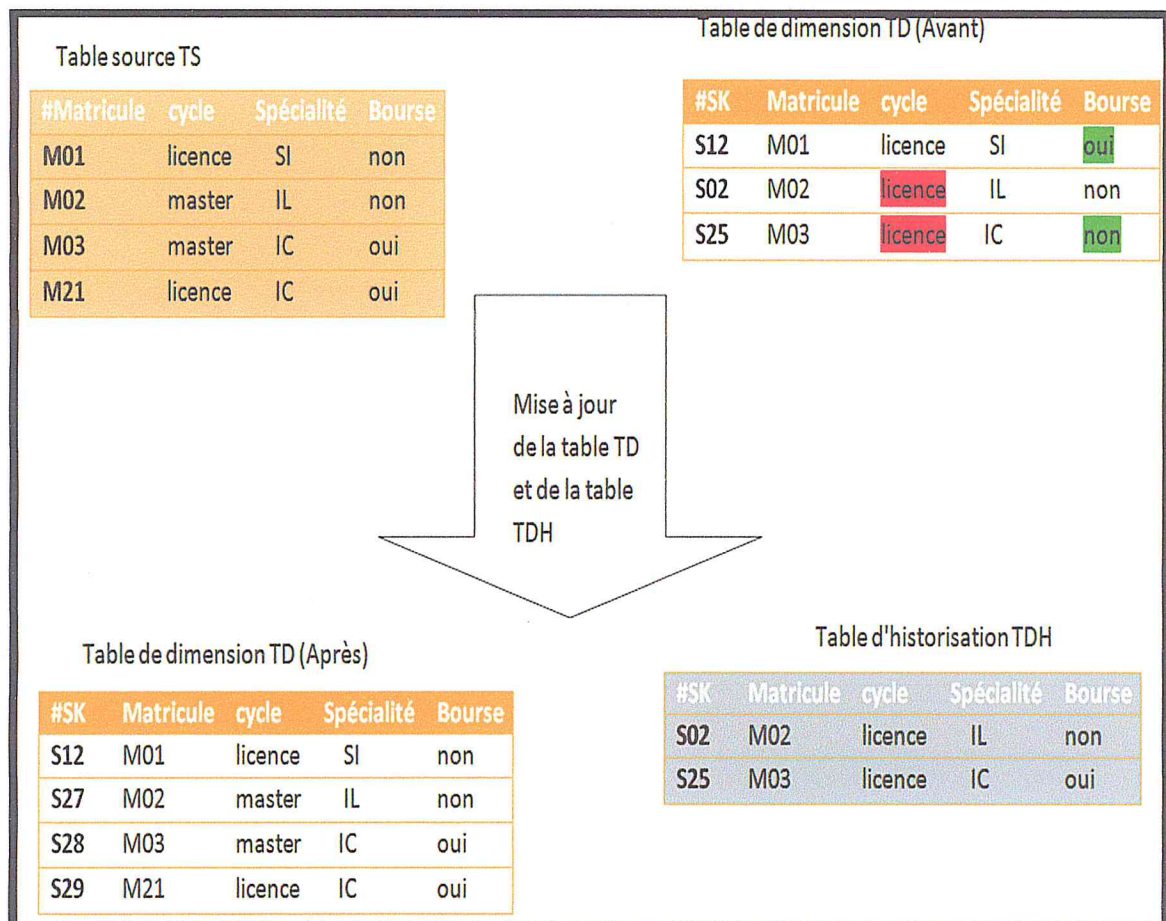 Table source TS
#Matricule cycle Spécialité Bourse
M01 licence SI non
M02 master IL non
M03 master IC oui
M21 licence IC oui
Table de dimension TD (Avant)
#SK Matricule cycle Spécialité Bourse
S12 M01 licence SI oui
S02 M02 licence IL non
S25 M03 licence IC non
Mise à jour
de la table TD
et de la table
TDH
Table de dimension TD (Après)
#SK Matricule cycle Spécialité Bourse
S12 M01 licence SI non
S27 M02 master IL non
S28 M03 master IC oui
S29 M21 licence IC oui
Table d'historisation TDH
#SK Matricule cycle Spécialité Bourse
S02 M02 licence IL non
S25 M03 licence IC oui